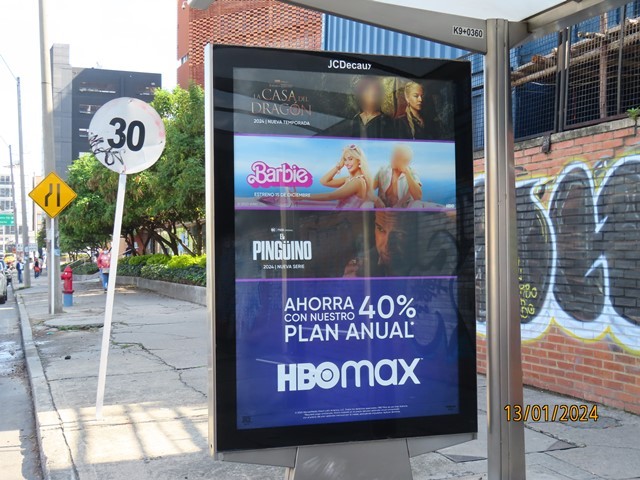 K9+0360
JCDecaux
LA
CASA DEL
DRAGÓN
2024 | NUEVA TEMPORADA
30
Barbie
ESTRENO 15 DE DICIEMBRE
EL
PINGÜINO
2024 | NUEVA SERIE
AHORRA 40%
CON NUESTRO
PLAN ANUAL*
HBOMAX
13/01/2024